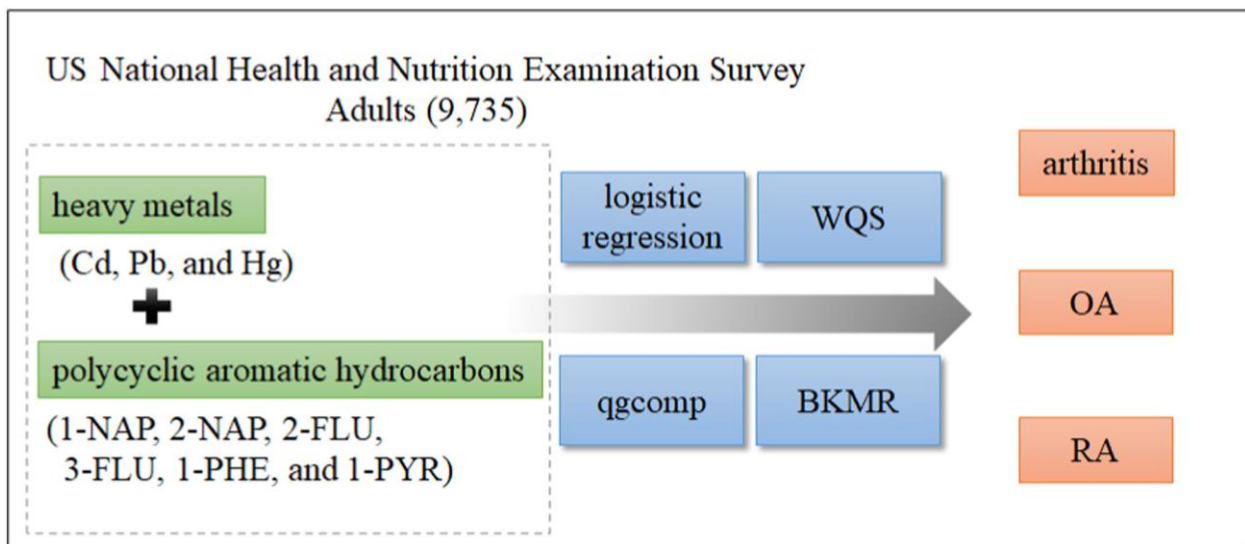 US National Health and Nutrition Examination Survey
Adults (9,735)
heavy metals
(Cd, Pb, and Hg)
polycyclic aromatic hydrocarbons
(1-NAP, 2-NAP, 2-FLU,
3-FLU, 1-PHE, and 1-PYR)
logistic
regression
WQS
qgcomp
BKMR
arthritis
OA
RA